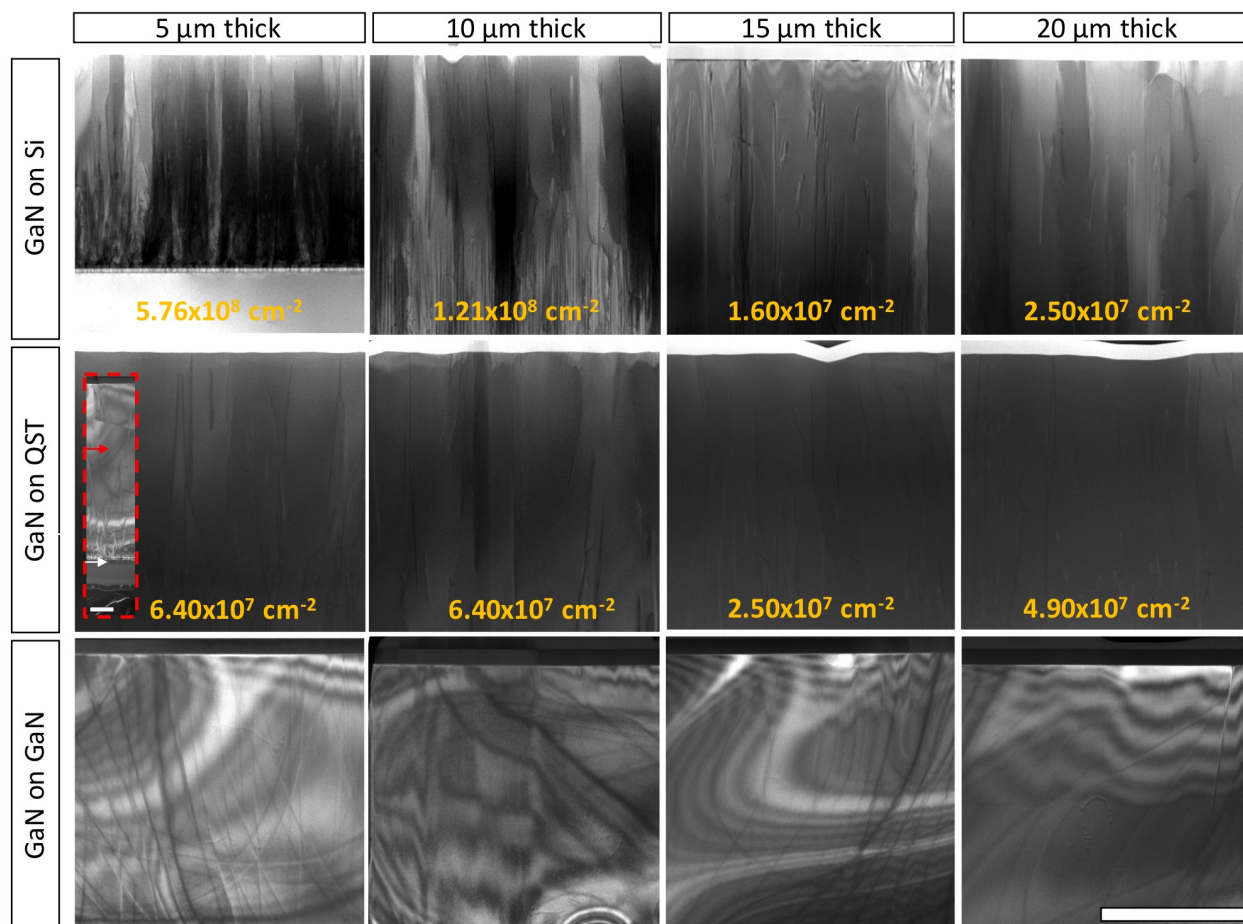 5 μm thick
10 μm thick
15 μm thick
20 μm thick
GaN on Si
5.76x10⁸ cm⁻²
1.21x10⁸ cm⁻²
1.60x10⁷ cm⁻²
2.50x10⁷ cm⁻²
GaN on QST
6.40x10⁷ cm⁻²
6.40x10⁷ cm⁻²
2.50x10⁷ cm⁻²
4.90x10⁷ cm⁻²
GaN on GaN